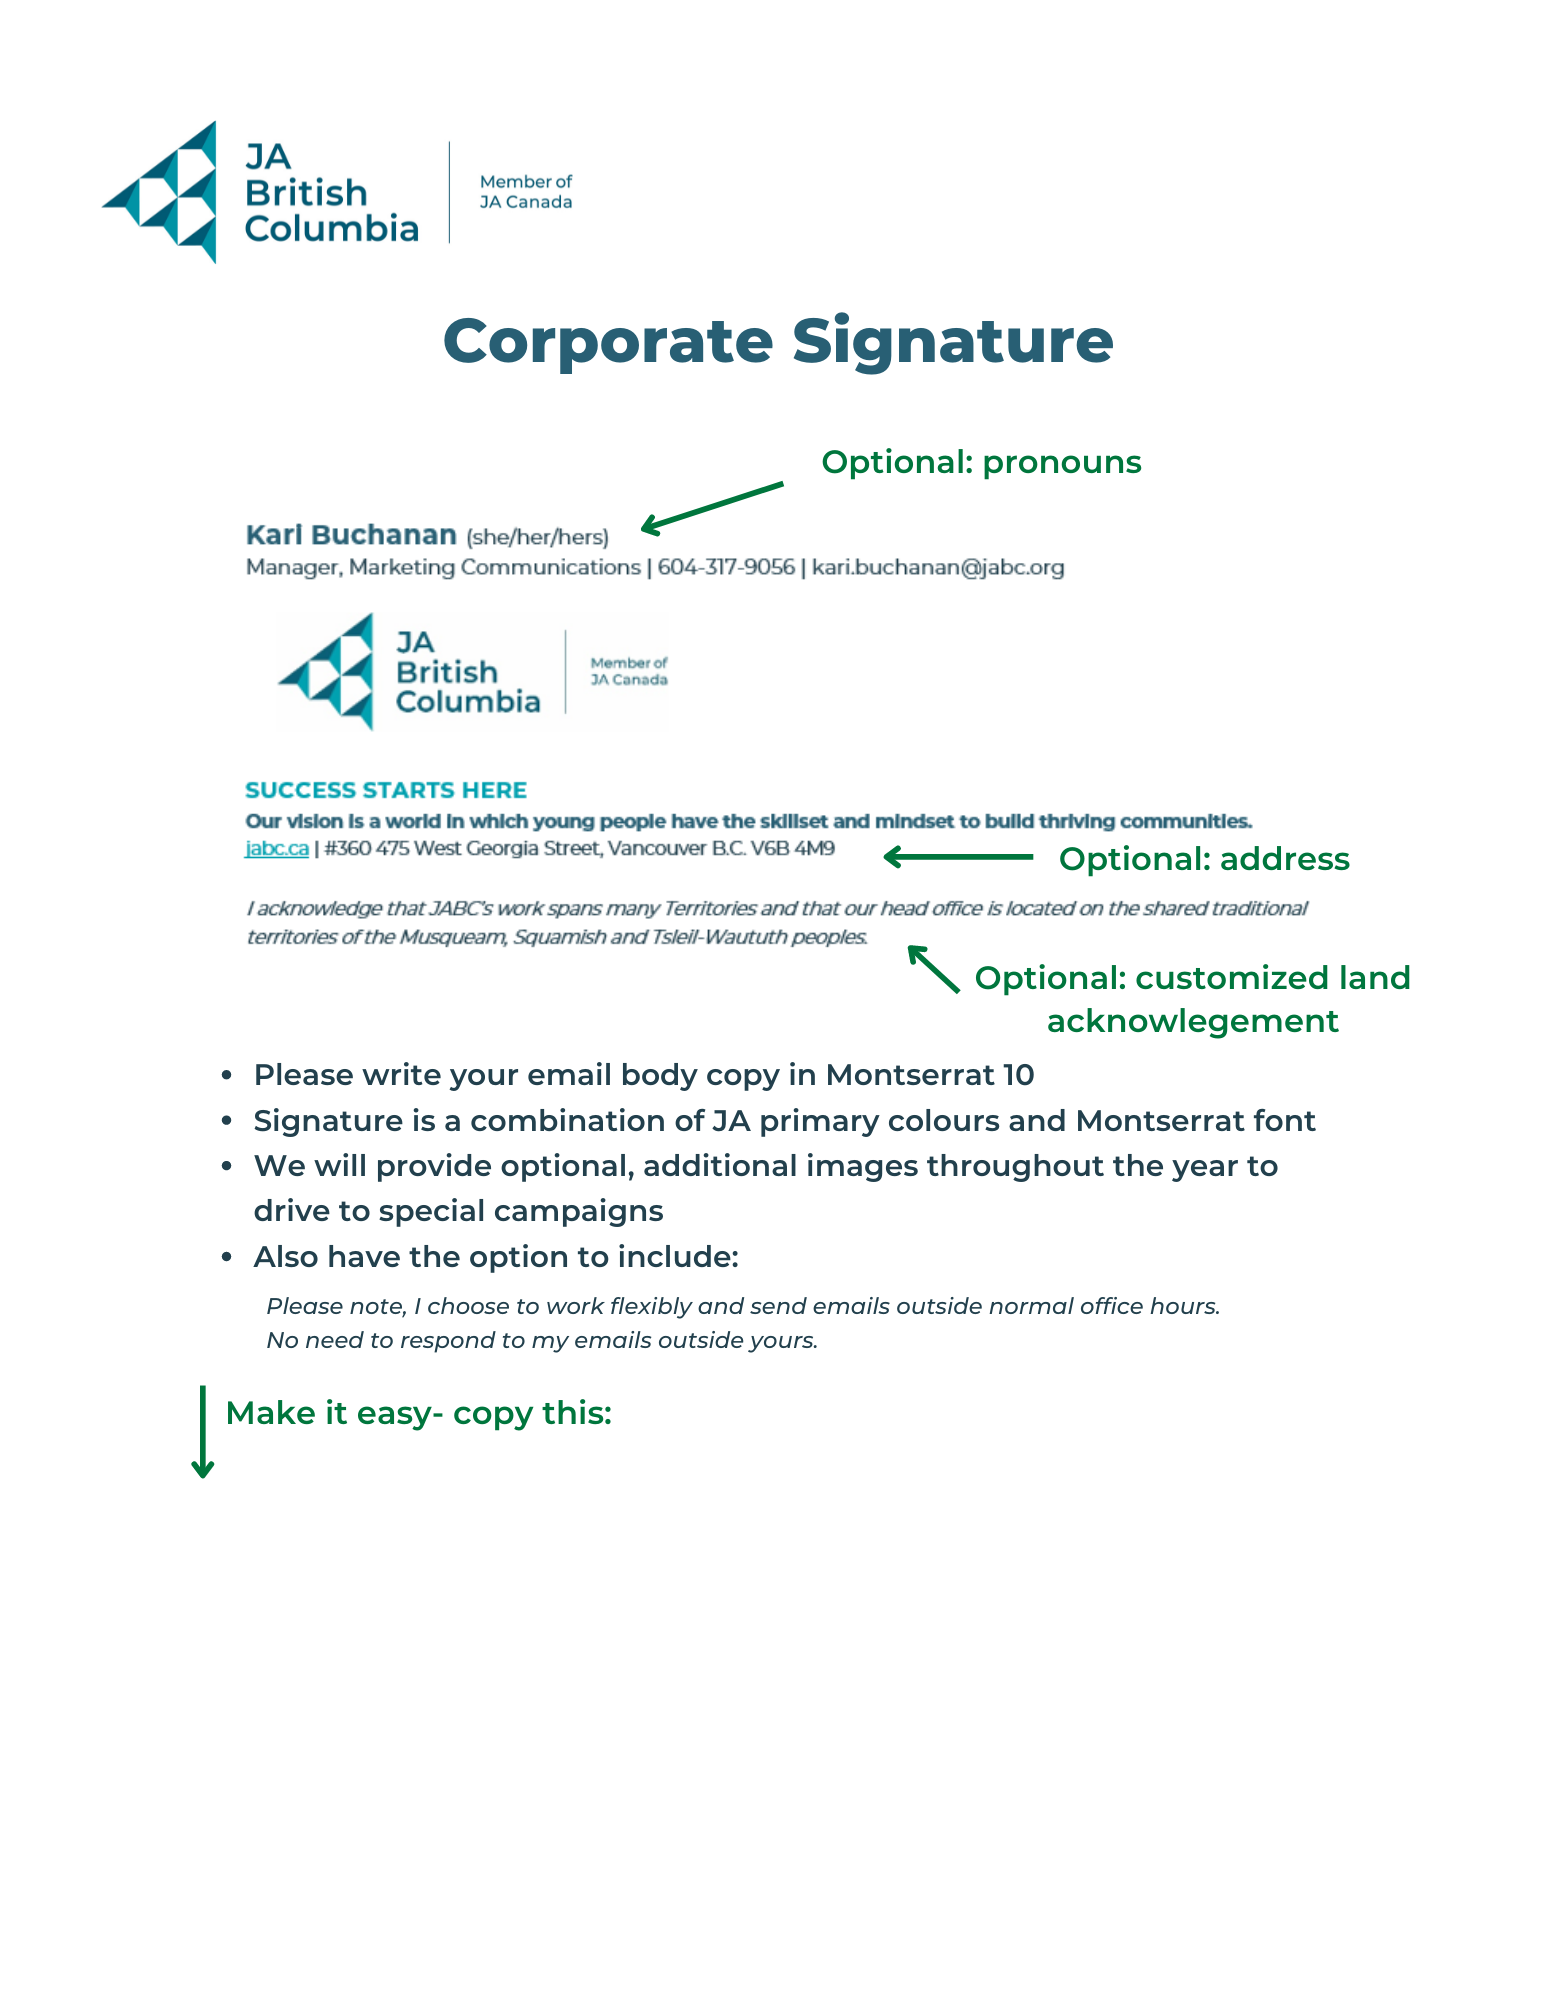 JA
British
Columbia
Member of
JA Canada
Corporate Signature
Optional: pronouns
Kari Buchanan (she/her/hers)
Manager, Marketing Communications | 604-317-9056 | kari.buchanan@jabc.org
JA
British
Columbia
Member of
JA Canada
SUCCESS STARTS HERE
Our vision is a world in which young people have the skillset and mindset to build thriving communities.
jabc.ca | #360 475 West Georgia Street, Vancouver B.C. V6B 4M9
Optional: address
I acknowledge that JABC's work spans many Territories and that our head office is located on the shared traditional
territories of the Musqueam, Squamish and Tsleil-Waututh peoples.
Optional: customized land
acknowlegement
• Please write your email body copy in Montserrat 10
• Signature is a combination of JA primary colours and Montserrat font
• We will provide optional, additional images throughout the year to
drive to special campaigns
• Also have the option to include:
Please note, I choose to work flexibly and send emails outside normal office hours.
No need to respond to my emails outside yours.
Make it easy- copy this: